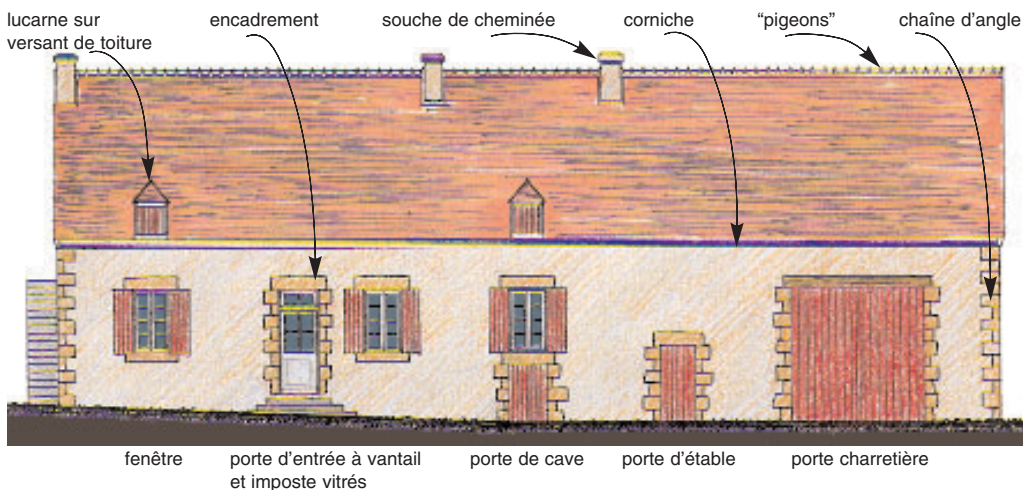 lucarne sur
versant de toiture
encadrement
souche de cheminée
corniche
“pigeons”
chaîne d’angle
fenêtre
porte d’entrée à vantail
et imposte vitrés
porte de cave
porte d’étable
porte charretière